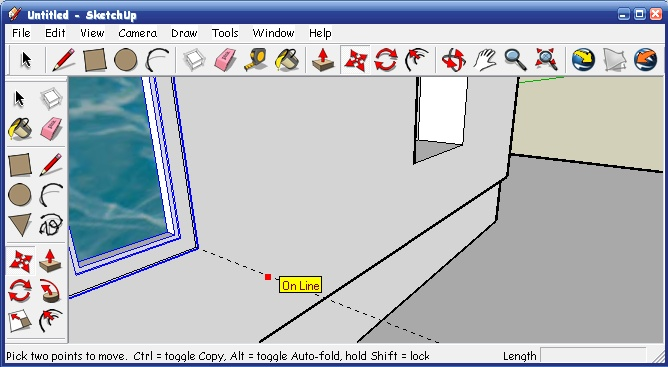 Untitled - SketchUp
File Edit View Camera Draw Tools Window Help
On Line
Pick two points to move. Ctrl = toggle Copy, Alt = toggle Auto-fold, hold Shift = lock
Length